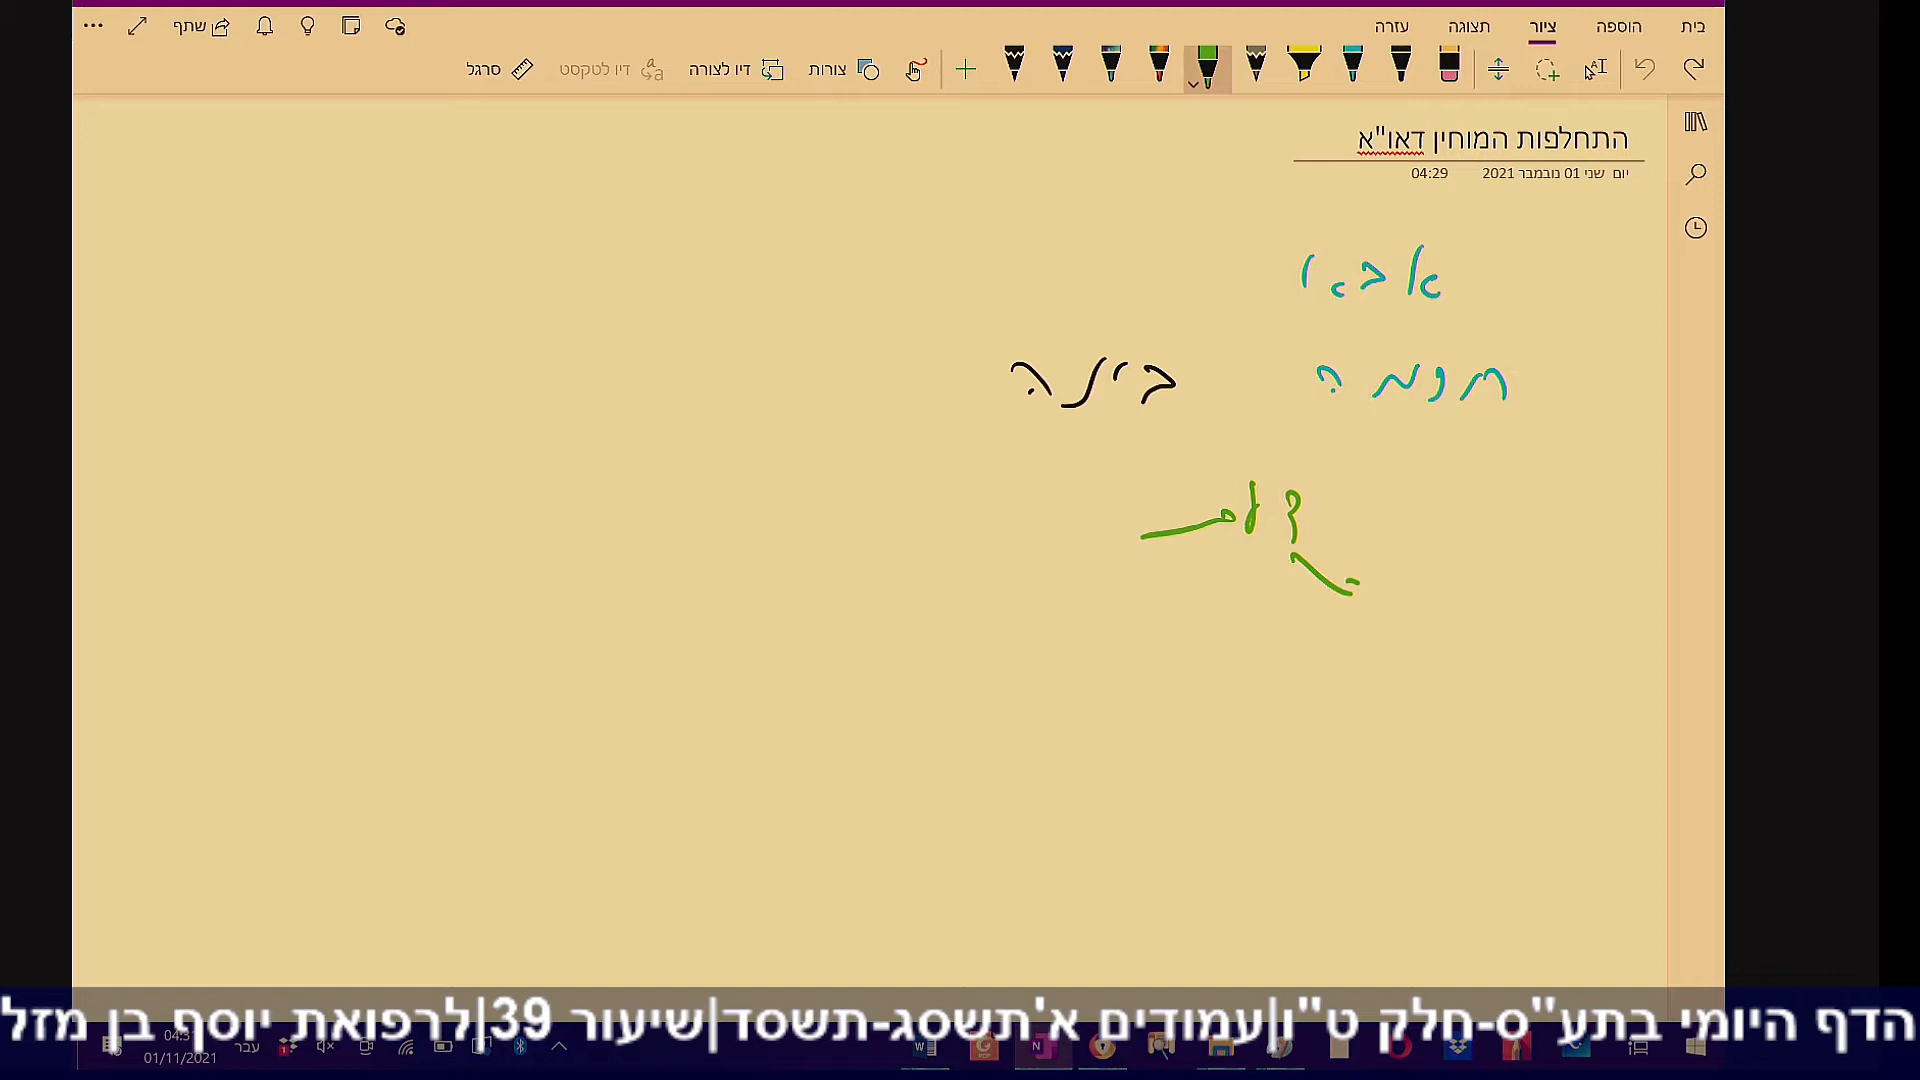 בית הוספה ציור תצוגה עזרה שתף
צורות דיו לצורה דיו לטקסט סרגל
התחלפות המוחין דאו"א
יום שני 01 נובמבר 2021 04:29
חכמה בינה
הדף היומי בתע''ס-חלק ט''ו|עמודים א'תשסג-תשסד|שיעור 39|לרפואת יוסף בן מזל
עבר
01/11/2021